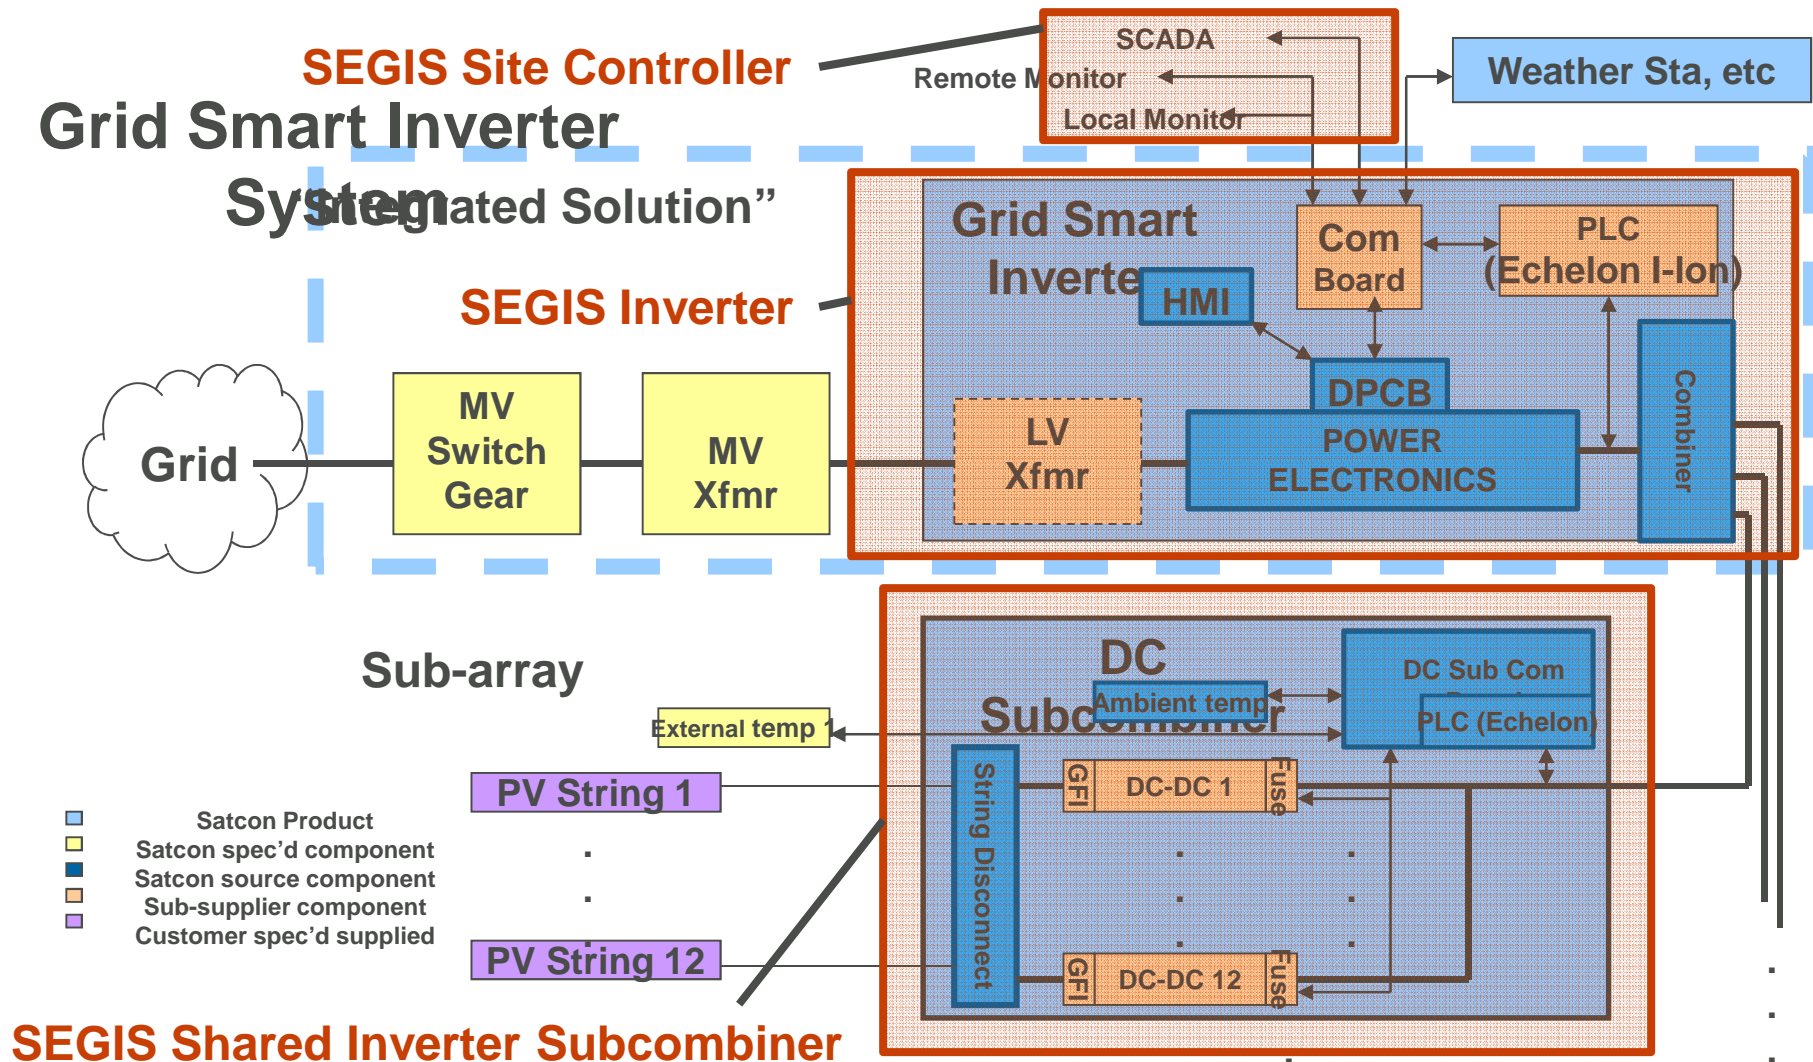 SCADA
SEGIS Site Controller
Remote Monitor
Weather Sta, etc
Local Monitor
Grid Smart Inverter
System
Integrated Solution”
Grid Smart
Inverter
Com
Board
PLC
(Echelon I-lon)
SEGIS Inverter
HMI
DPCB
Combiner
Grid
MV
Switch
Gear
MV
Xfmr
LV
Xfmr
POWER
ELECTRONICS
Sub-array
DC
Subcombiner
DC Sub Com
Ambient temp
PLC (Echelon)
External temp 1
String Disconnect
PV String 1
GFI
DC-DC 1
Fuse
.
.
.
.
.
.
.
.
.
Satcon Product
Satcon spec’d component
Satcon source component
Sub-supplier component
Customer spec’d supplied
PV String 12
GFI
DC-DC 12
Fuse
.
.
.
.
SEGIS Shared Inverter Subcombiner